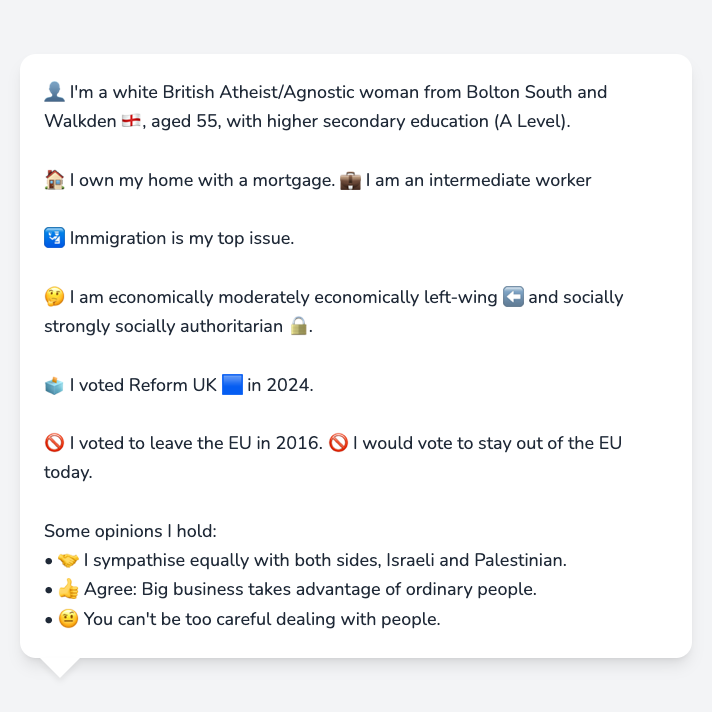 👤 I'm a white British Atheist/Agnostic woman from Bolton South and
Walkden 🏴󠁧󠁢󠁥󠁮󠁧󠁿, aged 55, with higher secondary education (A Level).
🏠 I own my home with a mortgage. 💼 I am an intermediate worker
🛂 Immigration is my top issue.
🤔 I am economically moderately economically left-wing ⬅️ and socially
strongly socially authoritarian 🔒.
🗳️ I voted Reform UK 🟦 in 2024.
🚫 I voted to leave the EU in 2016. 🚫 I would vote to stay out of the EU
today.
Some opinions I hold:
• 🤝 I sympathise equally with both sides, Israeli and Palestinian.
• 👍 Agree: Big business takes advantage of ordinary people.
• 🤨 You can't be too careful dealing with people.